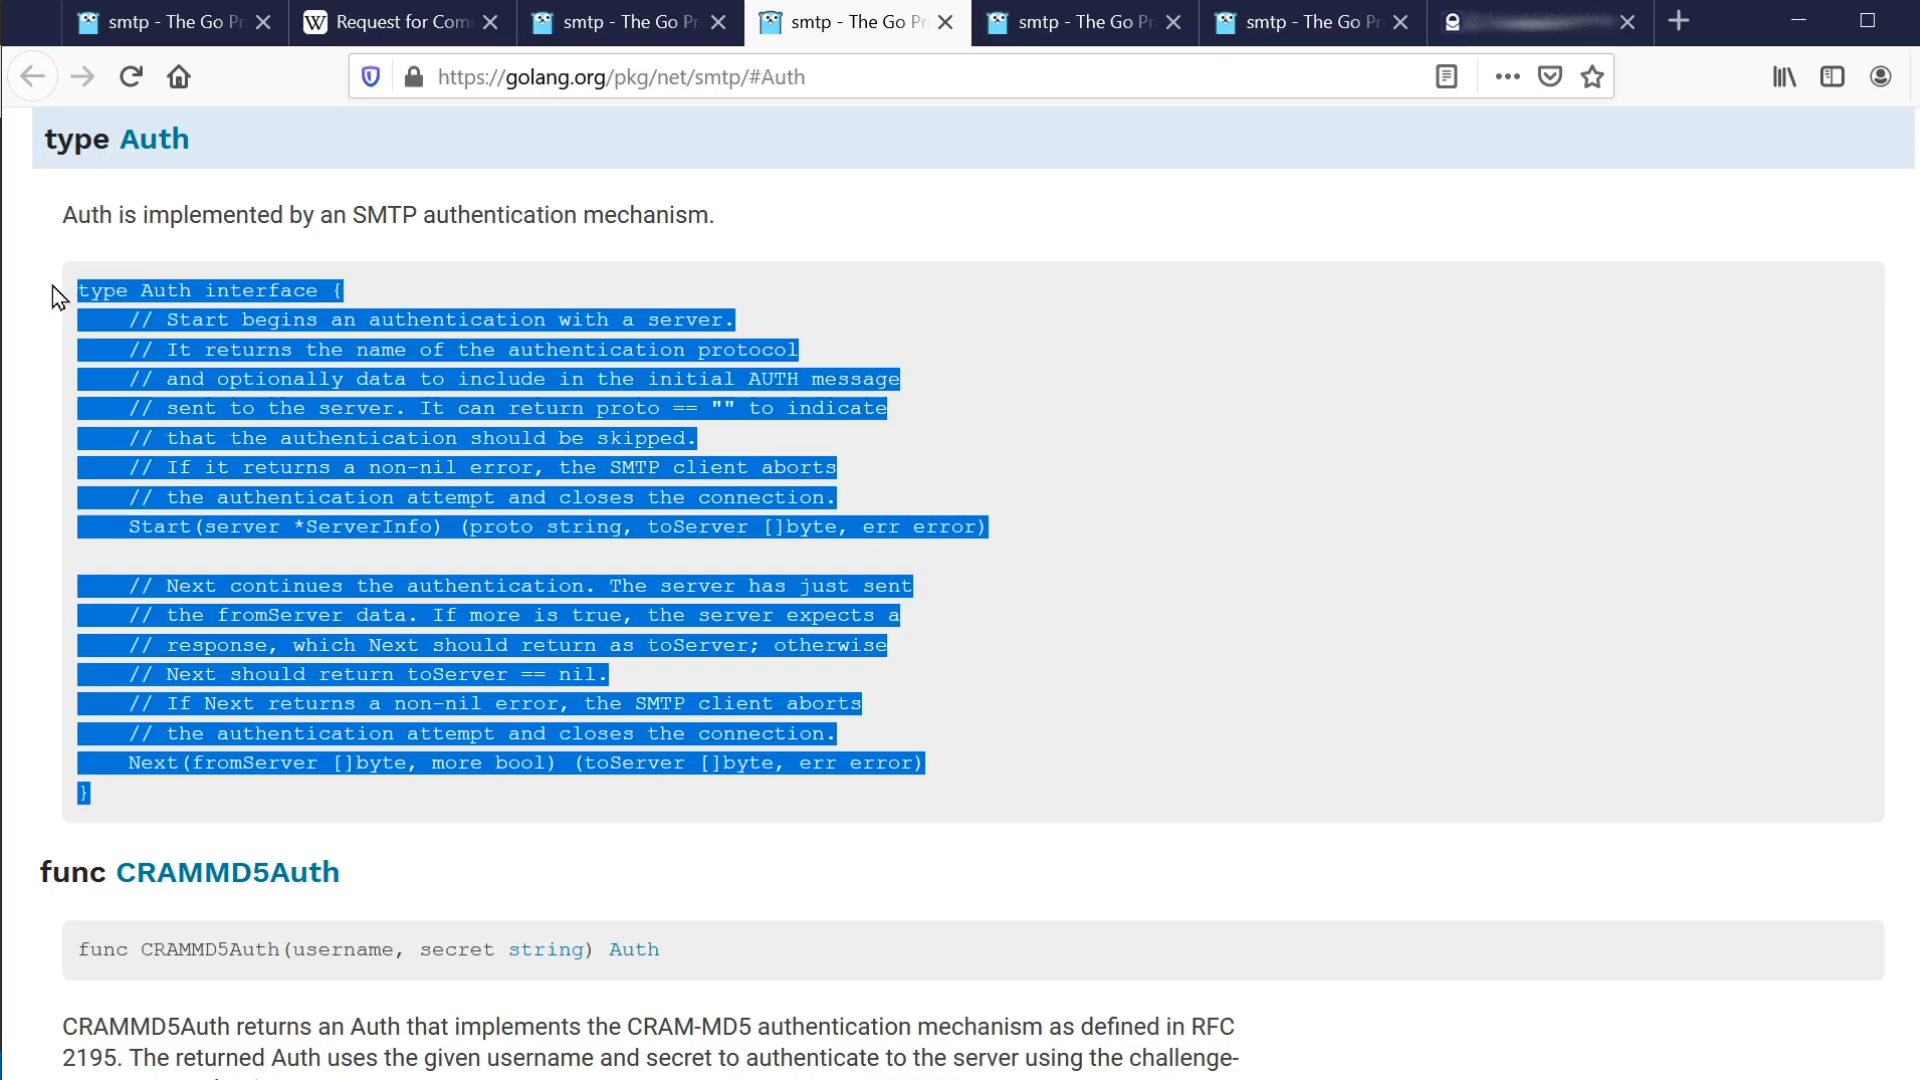 smtp - The Go Pr
Request for Com
smtp - The Go Pr
smtp - The Go Pr
smtp - The Go Pr
smtp - The Go Pr
https://golang.org/pkg/net/smtp/#Auth
type Auth
Auth is implemented by an SMTP authentication mechanism.
type Auth interface {
// Start begins an authentication with a server.
// It returns the name of the authentication protocol
// and optionally data to include in the initial AUTH message
// sent to the server. It can return proto == "" to indicate
// that the authentication should be skipped.
// If it returns a non-nil error, the SMTP client aborts
// the authentication attempt and closes the connection.
Start(server *ServerInfo) (proto string, toServer []byte, err error)
// Next continues the authentication. The server has just sent
// the fromServer data. If more is true, the server expects a
// response, which Next should return as toServer; otherwise
// Next should return toServer == nil.
// If Next returns a non-nil error, the SMTP client aborts
// the authentication attempt and closes the connection.
Next(fromServer []byte, more bool) (toServer []byte, err error)
}
func CRAMMD5Auth
func CRAMMD5Auth(username, secret string) Auth
CRAMMD5Auth returns an Auth that implements the CRAM-MD5 authentication mechanism as defined in RFC
2195. The returned Auth uses the given username and secret to authenticate to the server using the challenge-